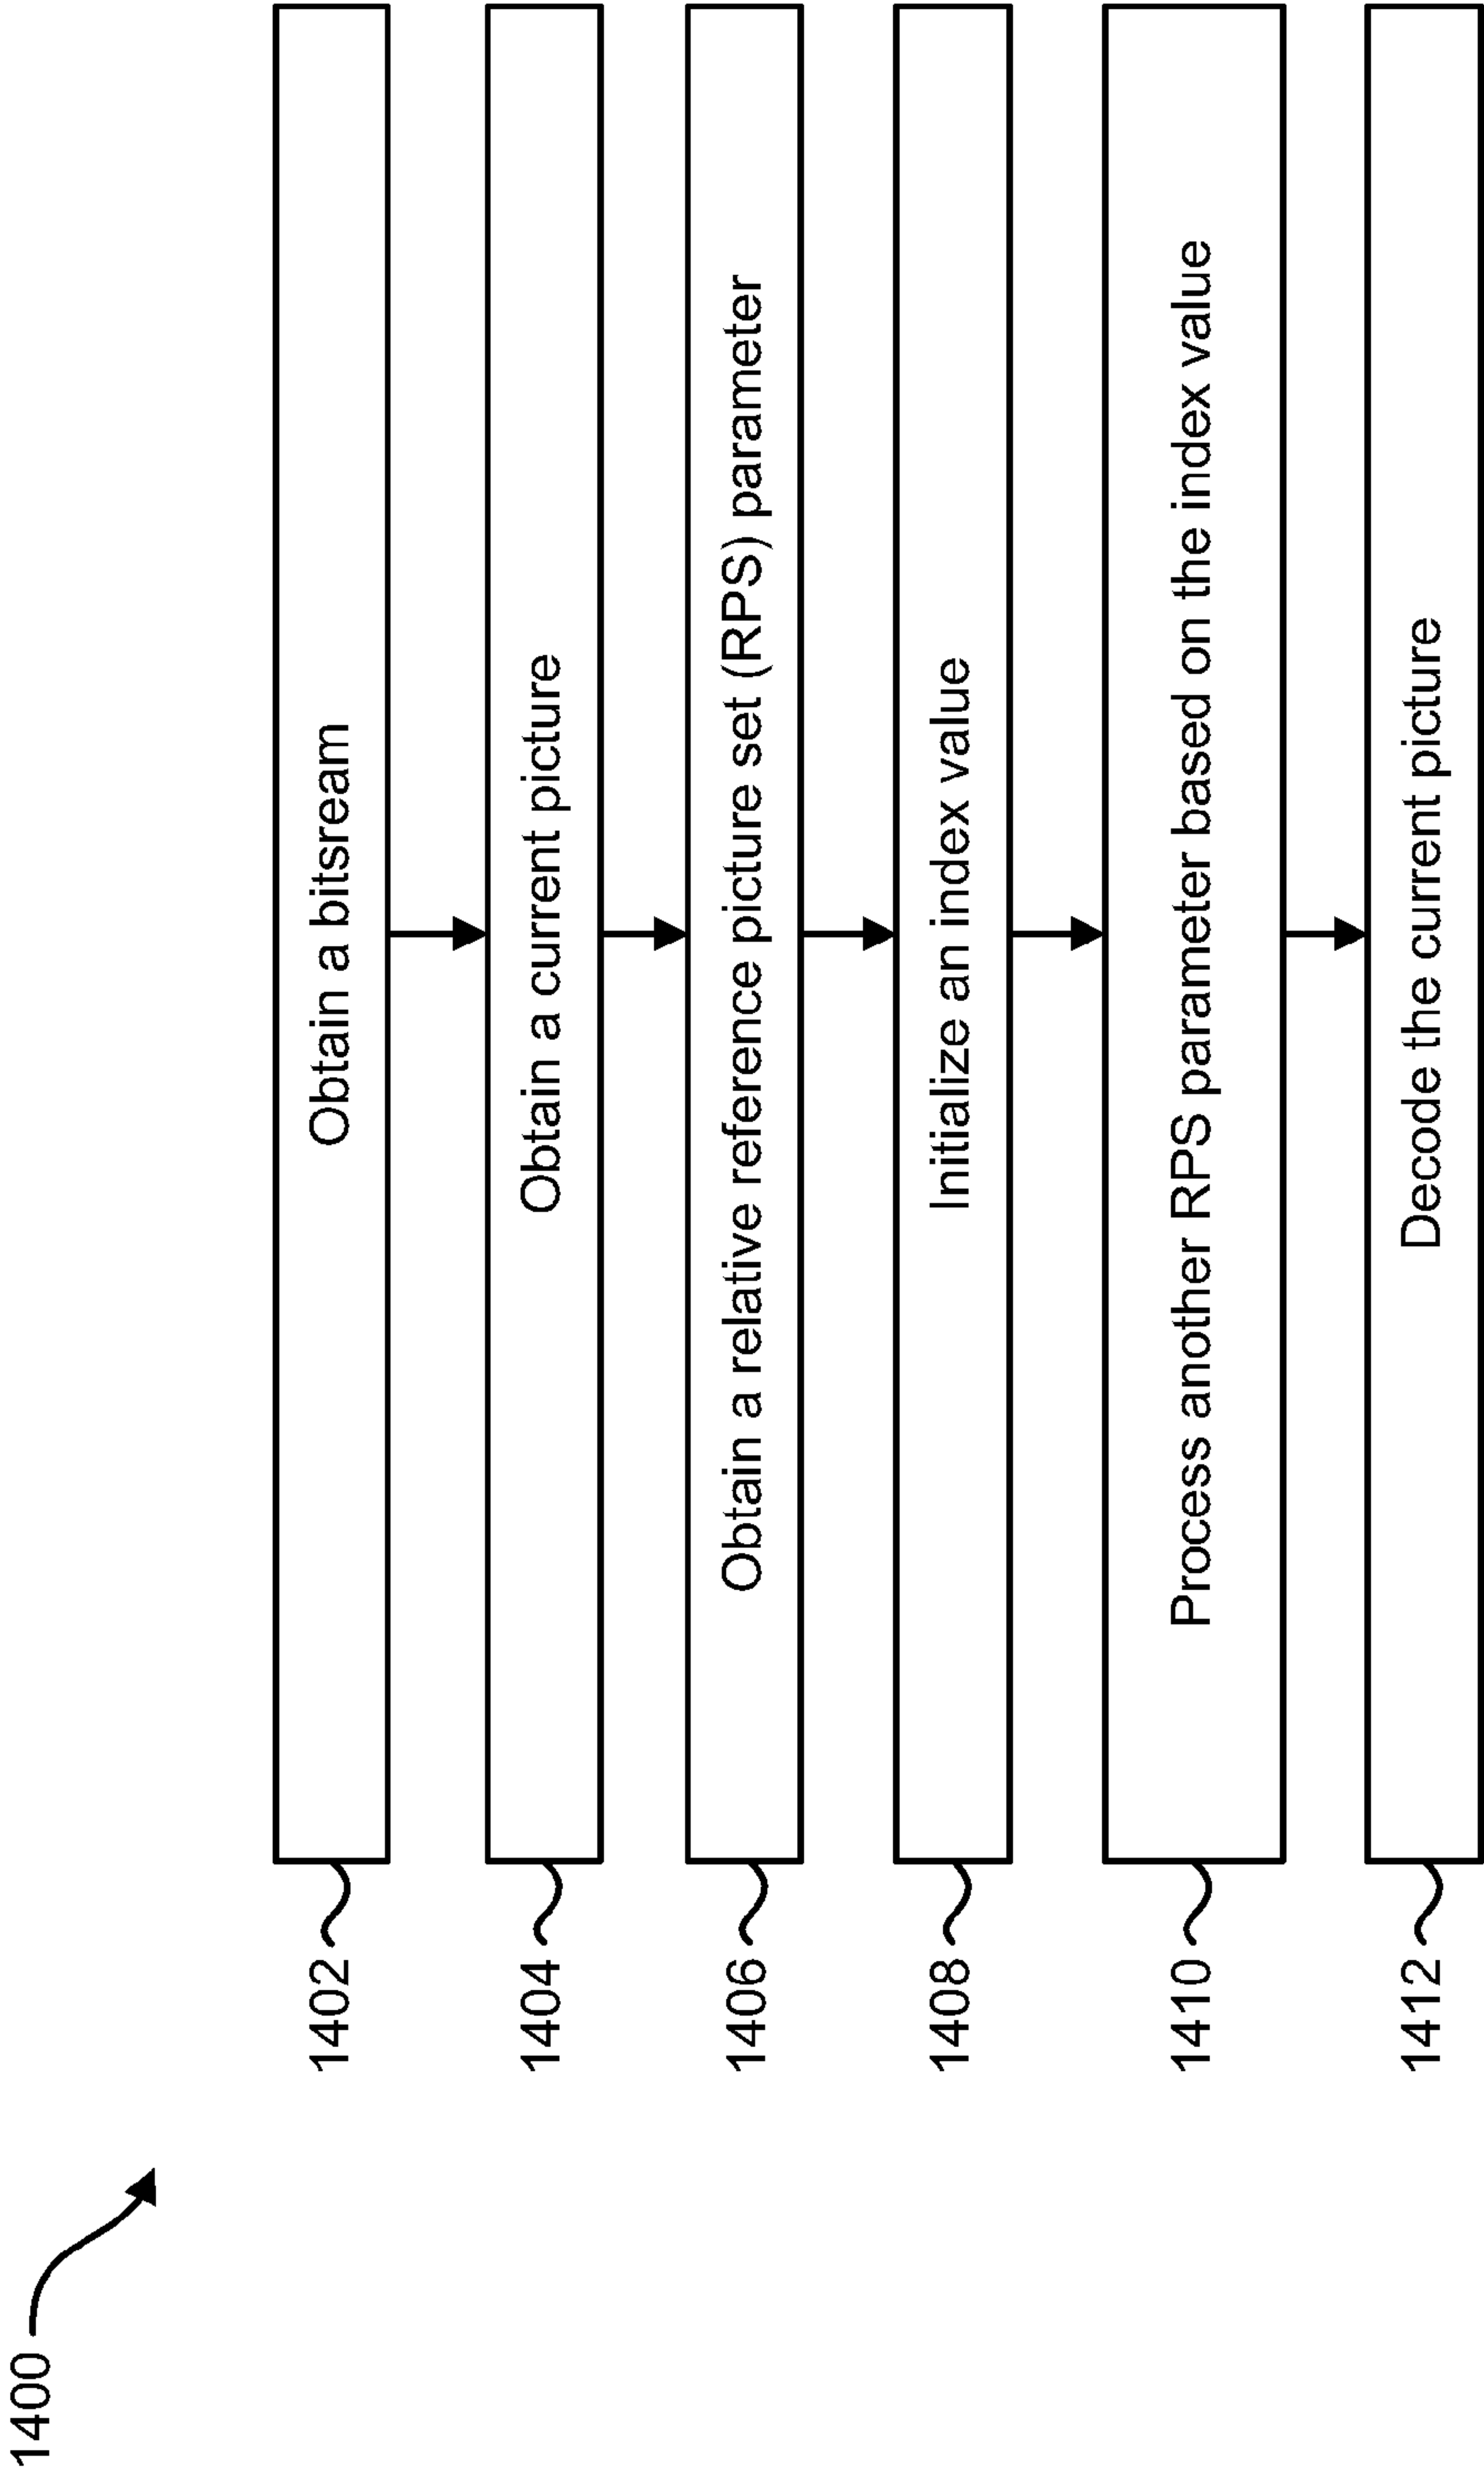 1400
1402
Obtain a bitsream
1404
Obtain a current picture
1406
Obtain a relative reference picture set (RPS) parameter
1408
Initialize an index value
1410
Process another RPS parameter based on the index value
1412
Decode the current picture